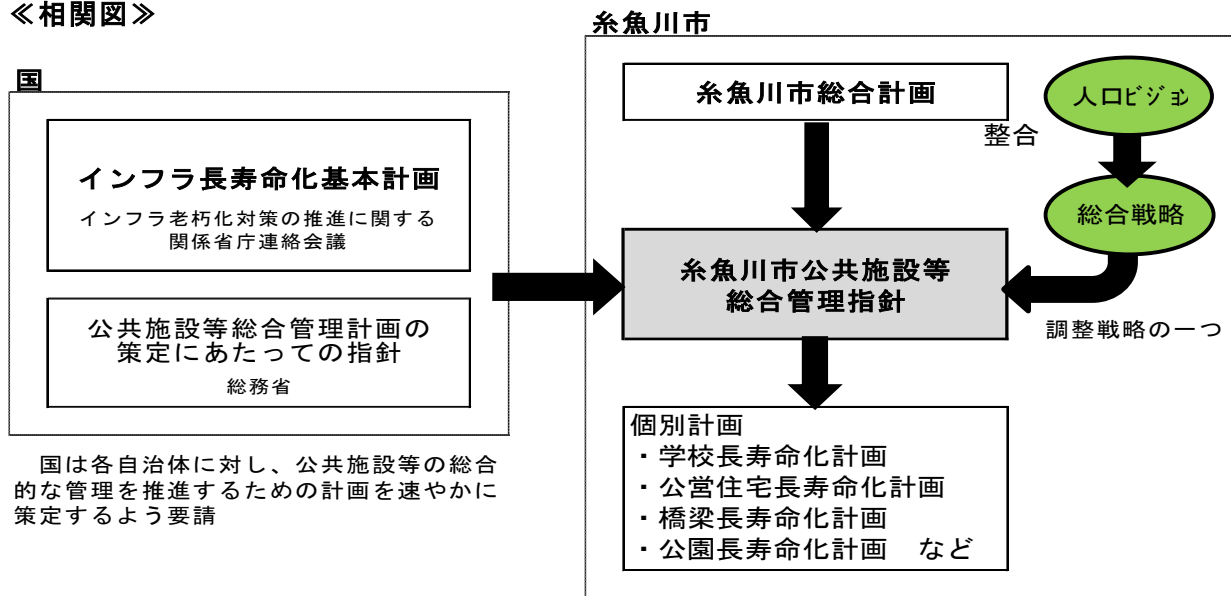 ≪相関図≫
国
インフラ長寿命化基本計画
インフラ老朽化対策の推進に関する
関係省庁連絡会議
公共施設等総合管理計画の
策定にあたっての指針
総務省
国は各自治体に対し、公共施設等の総合
的な管理を推進するための計画を速やかに
策定するよう要請
糸魚川市
糸魚川市総合計画
人口ビジョン
整合
総合戦略
糸魚川市公共施設等
総合管理指針
調整戦略の一つ
個別計画
・学校長寿命化計画
・公営住宅長寿命化計画
・橋梁長寿命化計画
・公園長寿命化計画　など